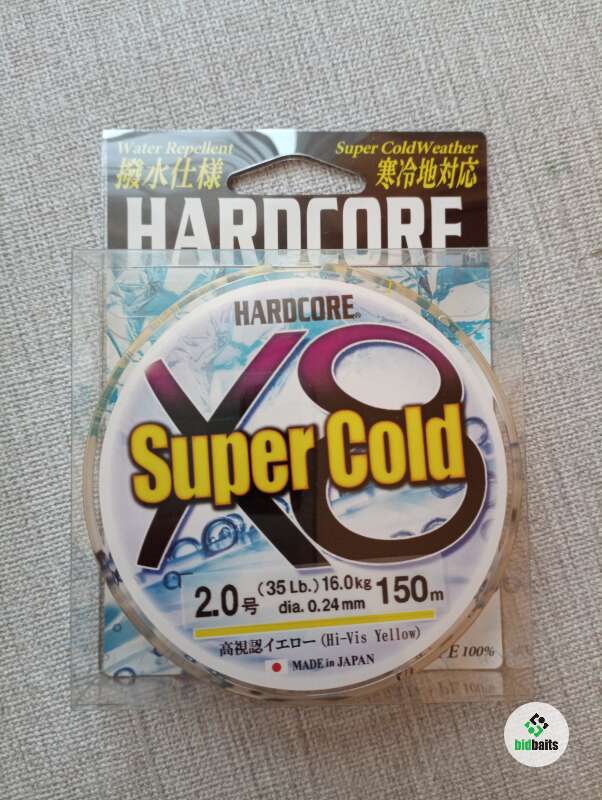 Water Repellent
Super ColdWeather
撥水仕様
寒冷地対応
HARDCORE
HARDCORE®
X8
Super Cold
2.0号 (35 Lb.) 16.0kg 150m
dia. 0.24mm
高視認イエロー(Hi-Vis Yellow)
MADE in JAPAN
E 100%
bidbaits